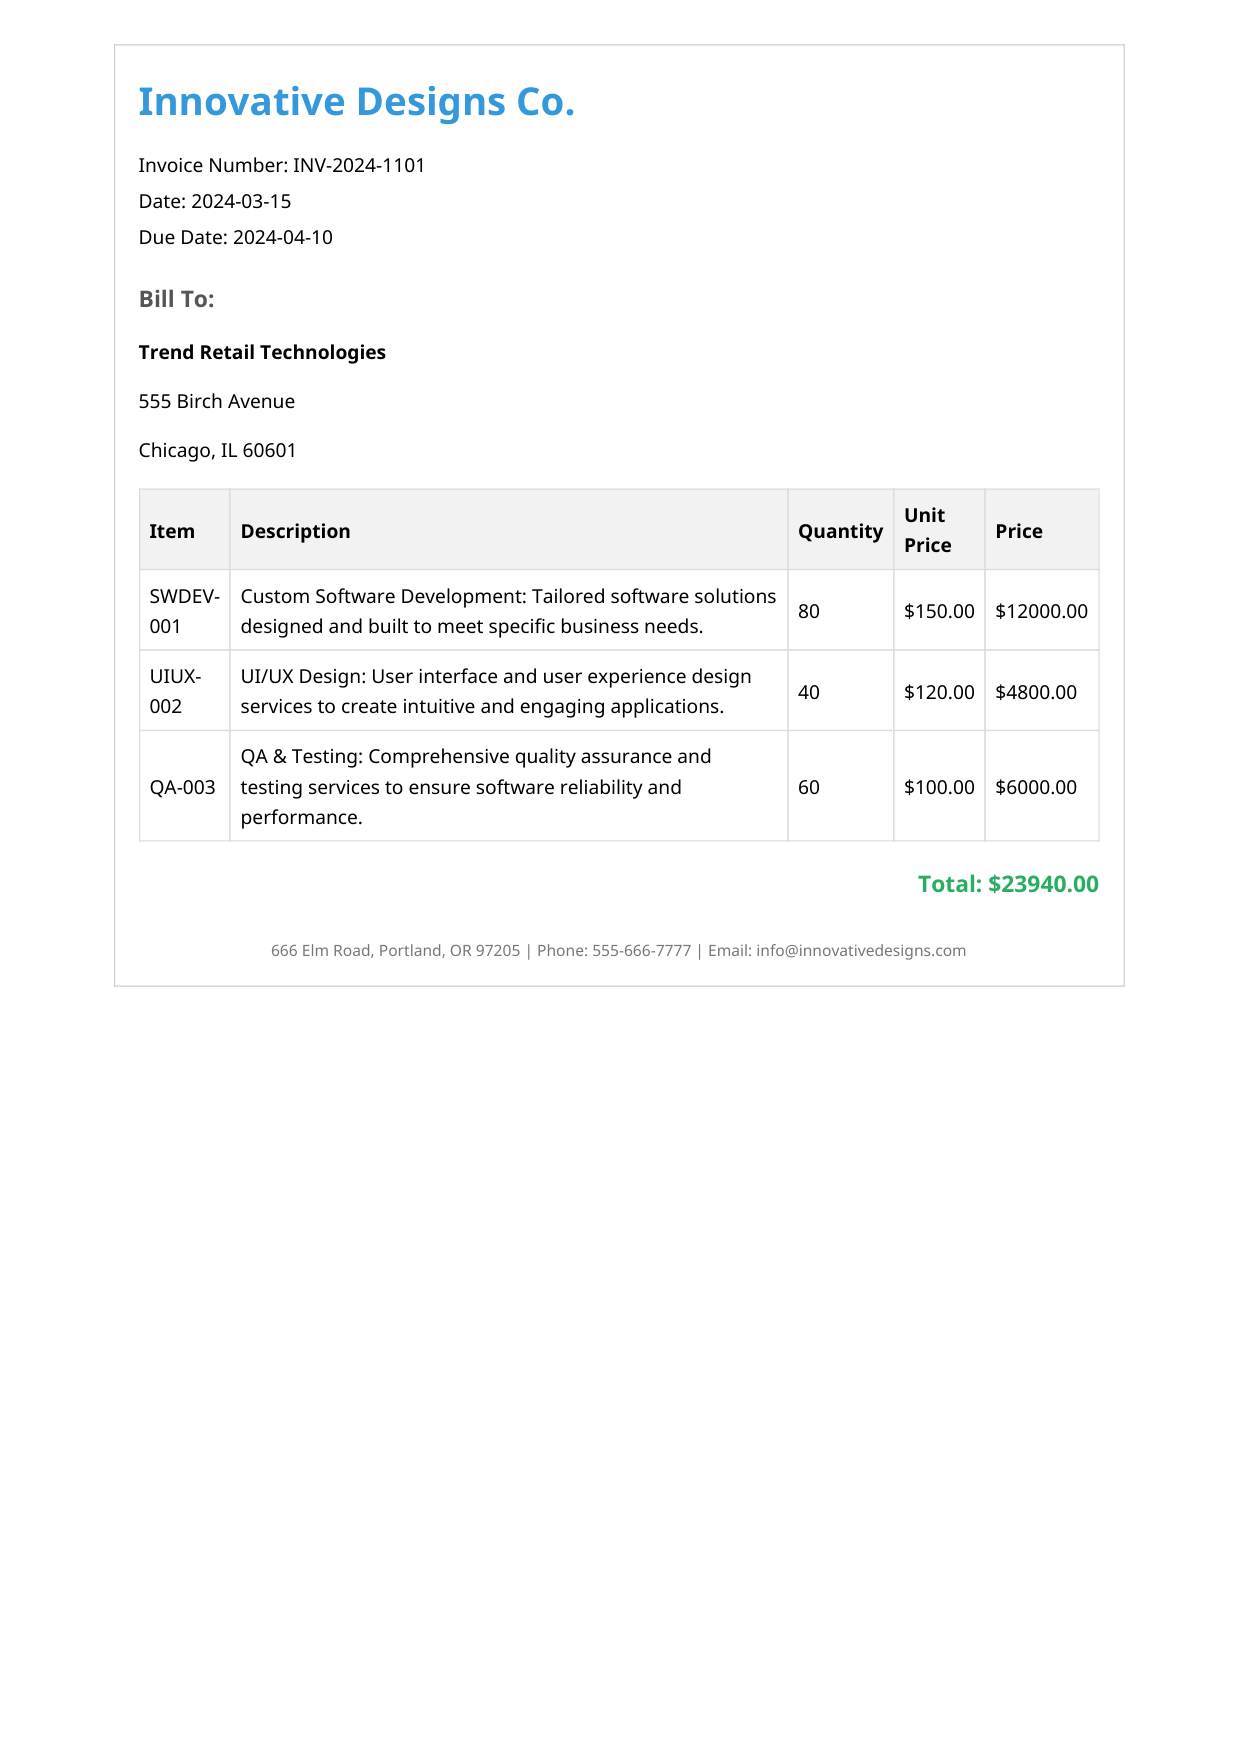 Innovative Designs Co.
Invoice Number: INV-2024-1101
Date: 2024-03-15
Due Date: 2024-04-10
Bill To:
Trend Retail Technologies
555 Birch Avenue
Chicago, IL 60601
Item Description Quantity Unit Price Price
SWDEV-001 Custom Software Development: Tailored software solutions 80 $150.00 $12000.00
designed and built to meet specific business needs.
UIUX-002 UI/UX Design: User interface and user experience design 40 $120.00 $4800.00
services to create intuitive and engaging applications.
QA-003 QA & Testing: Comprehensive quality assurance and 60 $100.00 $6000.00
testing services to ensure software reliability and
performance.
Total: $23940.00
666 Elm Road, Portland, OR 97205 | Phone: 555-666-7777 | Email: info@innovativedesigns.com